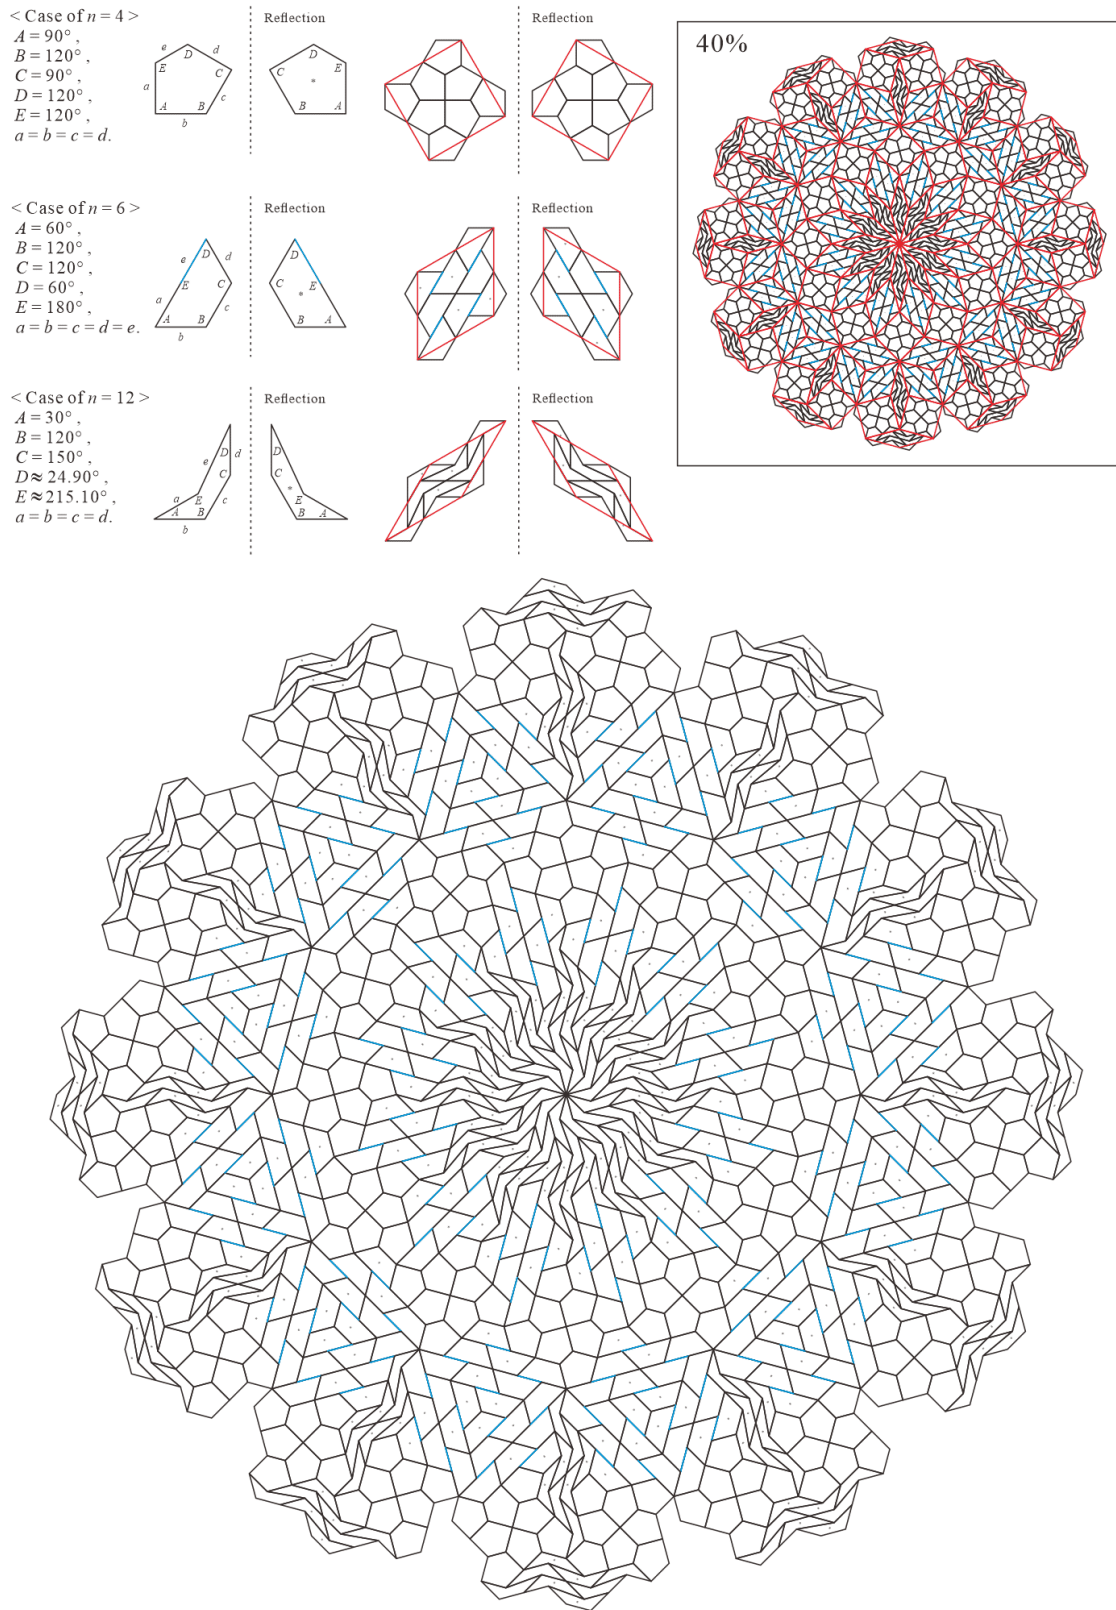 < Case of n = 4 >
A = 90° ,
B = 120° ,
C = 90° ,
D = 120° ,
E = 120° ,
a = b = c = d.
e D d
E C
a c
A B
b
Reflection
D
C E
*
B A
Reflection
40%
< Case of n = 6 >
A = 60° ,
B = 120° ,
C = 120° ,
D = 60° ,
E = 180° ,
a = b = c = d = e.
e D d
E C
a c
A B
b
Reflection
D
C E
*
B A
Reflection
< Case of n = 12 >
A = 30° ,
B = 120° ,
C = 150° ,
D ≈ 24.90° ,
E ≈ 215.10° ,
a = b = c = d.
D d
e C
a E c
A B
b
Reflection
D
C
*
E
B A
Reflection